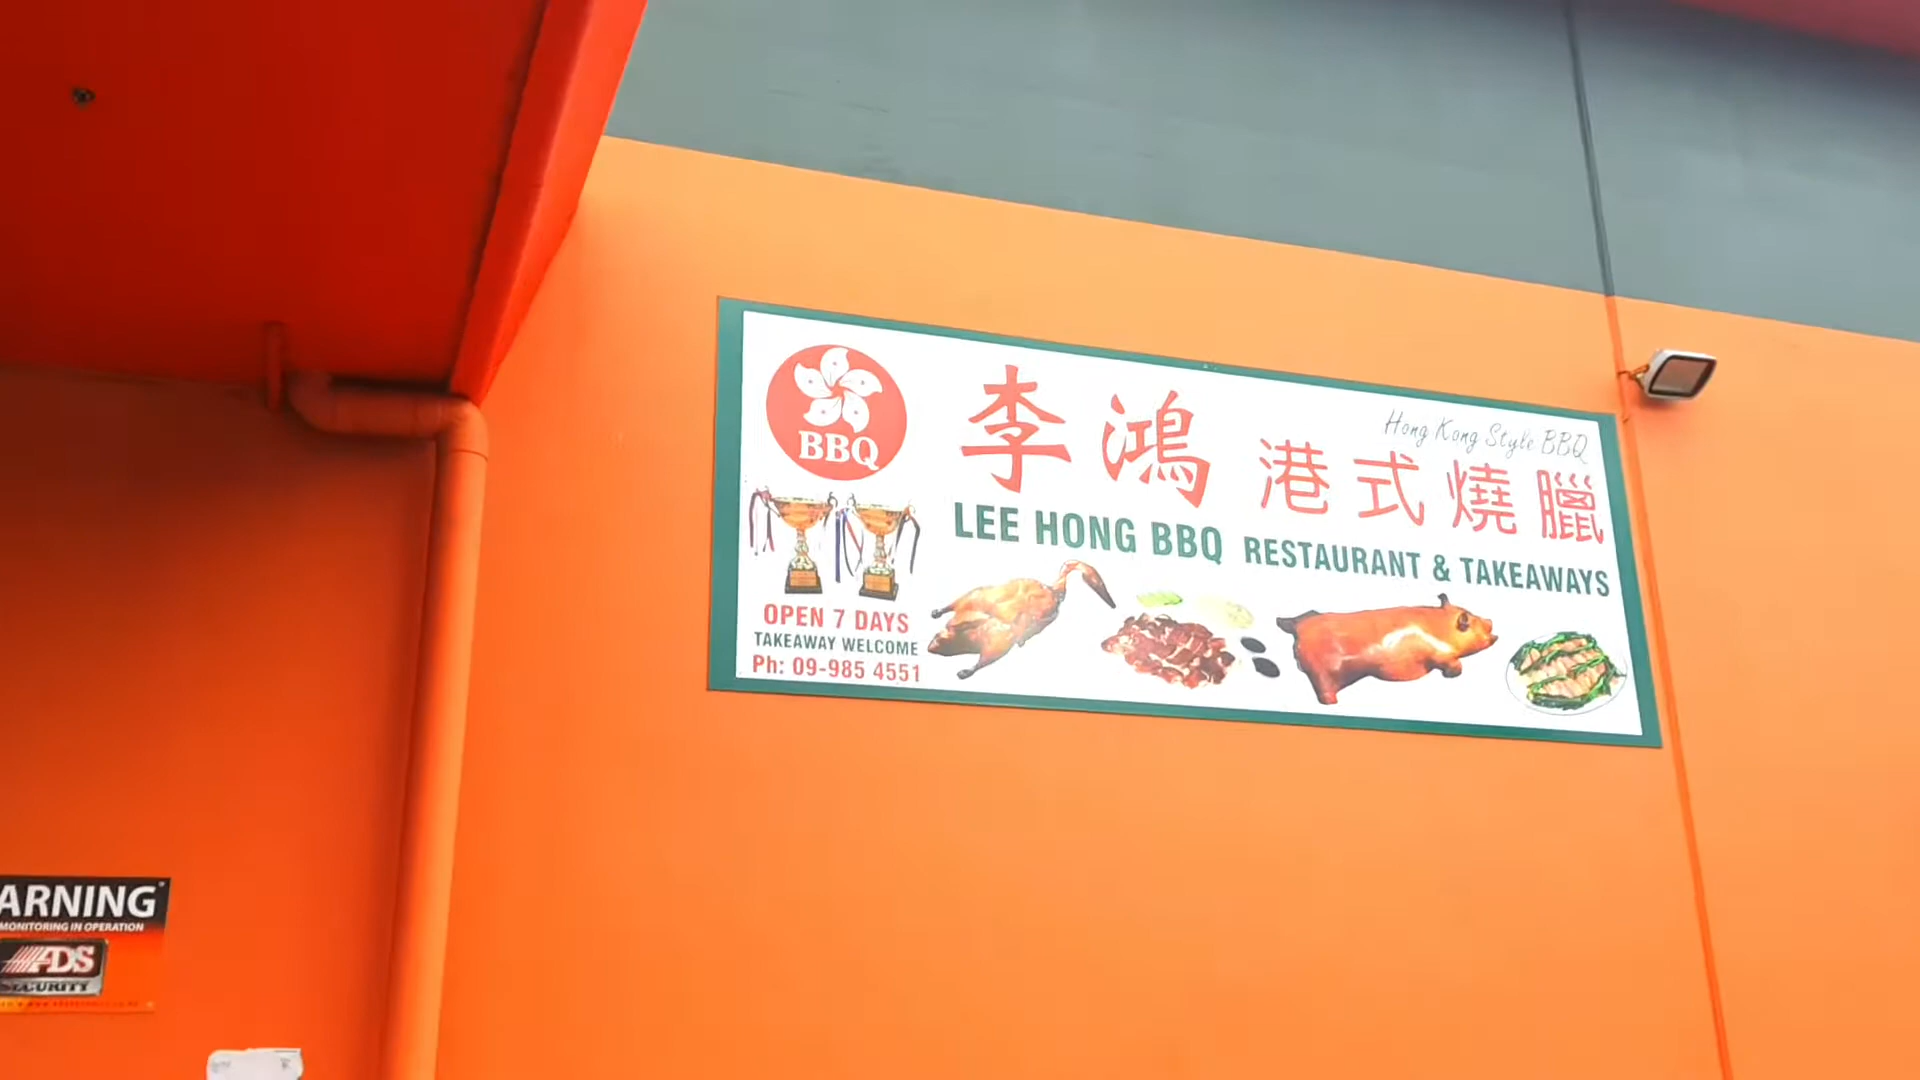 BBQ
李鴻 港式燒臘
Hong Kong Style BBQ
LEE HONG BBQ RESTAURANT & TAKEAWAYS
OPEN 7 DAYS
TAKEAWAY WELCOME
Ph: 09-985 4551
ARNING
MONITORING IN OPERATION
ADS
SECURITY